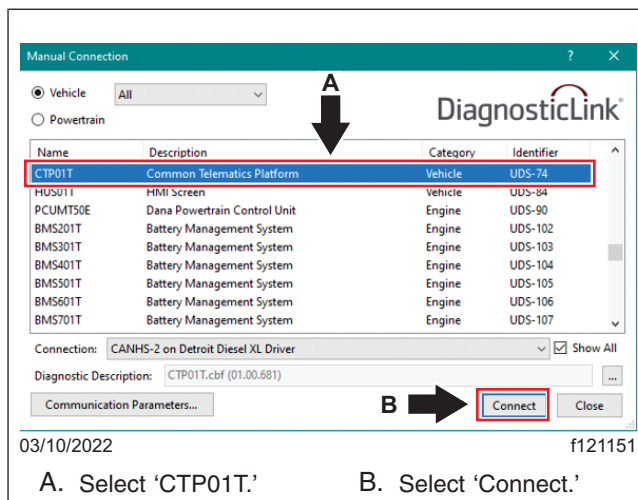 Manual Connection ? ×
A
Vehicle All
Powertrain
DiagnosticLink®
Name Description Category Identifier
CTP01T Common Telematics Platform Vehicle UDS-74
HUS01T HMI Screen Vehicle UDS-84
PCUMT50E Dana Powertrain Control Unit Engine UDS-90
BMS201T Battery Management System Engine UDS-102
BMS301T Battery Management System Engine UDS-103
BMS401T Battery Management System Engine UDS-104
BMS501T Battery Management System Engine UDS-105
BMS601T Battery Management System Engine UDS-106
BMS701T Battery Management System Engine UDS-107
Connection: CANHS-2 on Detroit Diesel XL Driver Show All
Diagnostic Description: CTP01T.cbf (01.00.681) ...
Communication Parameters... B Connect Close
03/10/2022 f121151
A. Select ‘CTP01T.’ B. Select ‘Connect.’